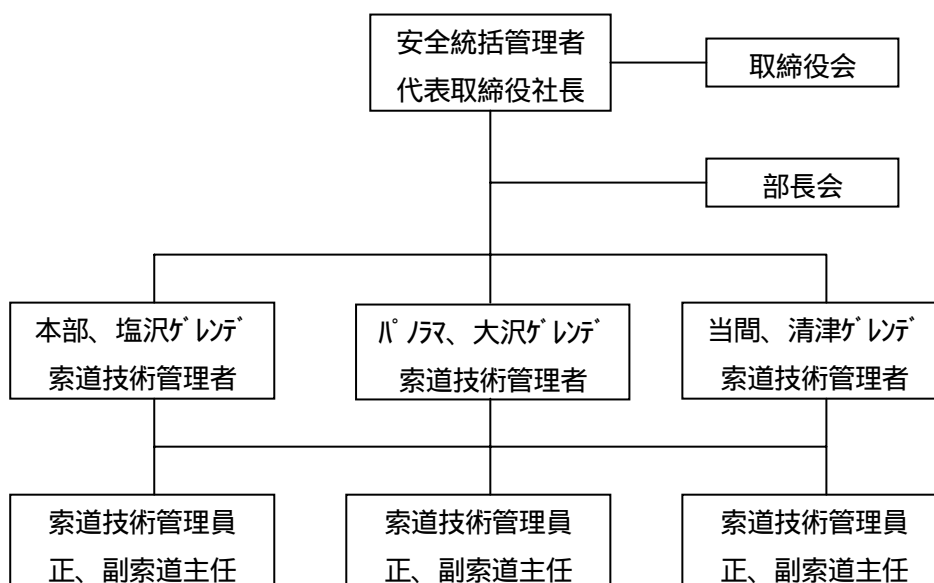 安全統括管理者
代表取締役社長
取締役会
部長会
本部、塩沢ｹﾞﾚﾝﾃﾞ
索道技術管理者
ﾊﾟﾉﾗﾏ、大沢ｹﾞﾚﾝﾃﾞ
索道技術管理者
当間、清津ｹﾞﾚﾝﾃﾞ
索道技術管理者
索道技術管理員
正、副索道主任
索道技術管理員
正、副索道主任
索道技術管理員
正、副索道主任